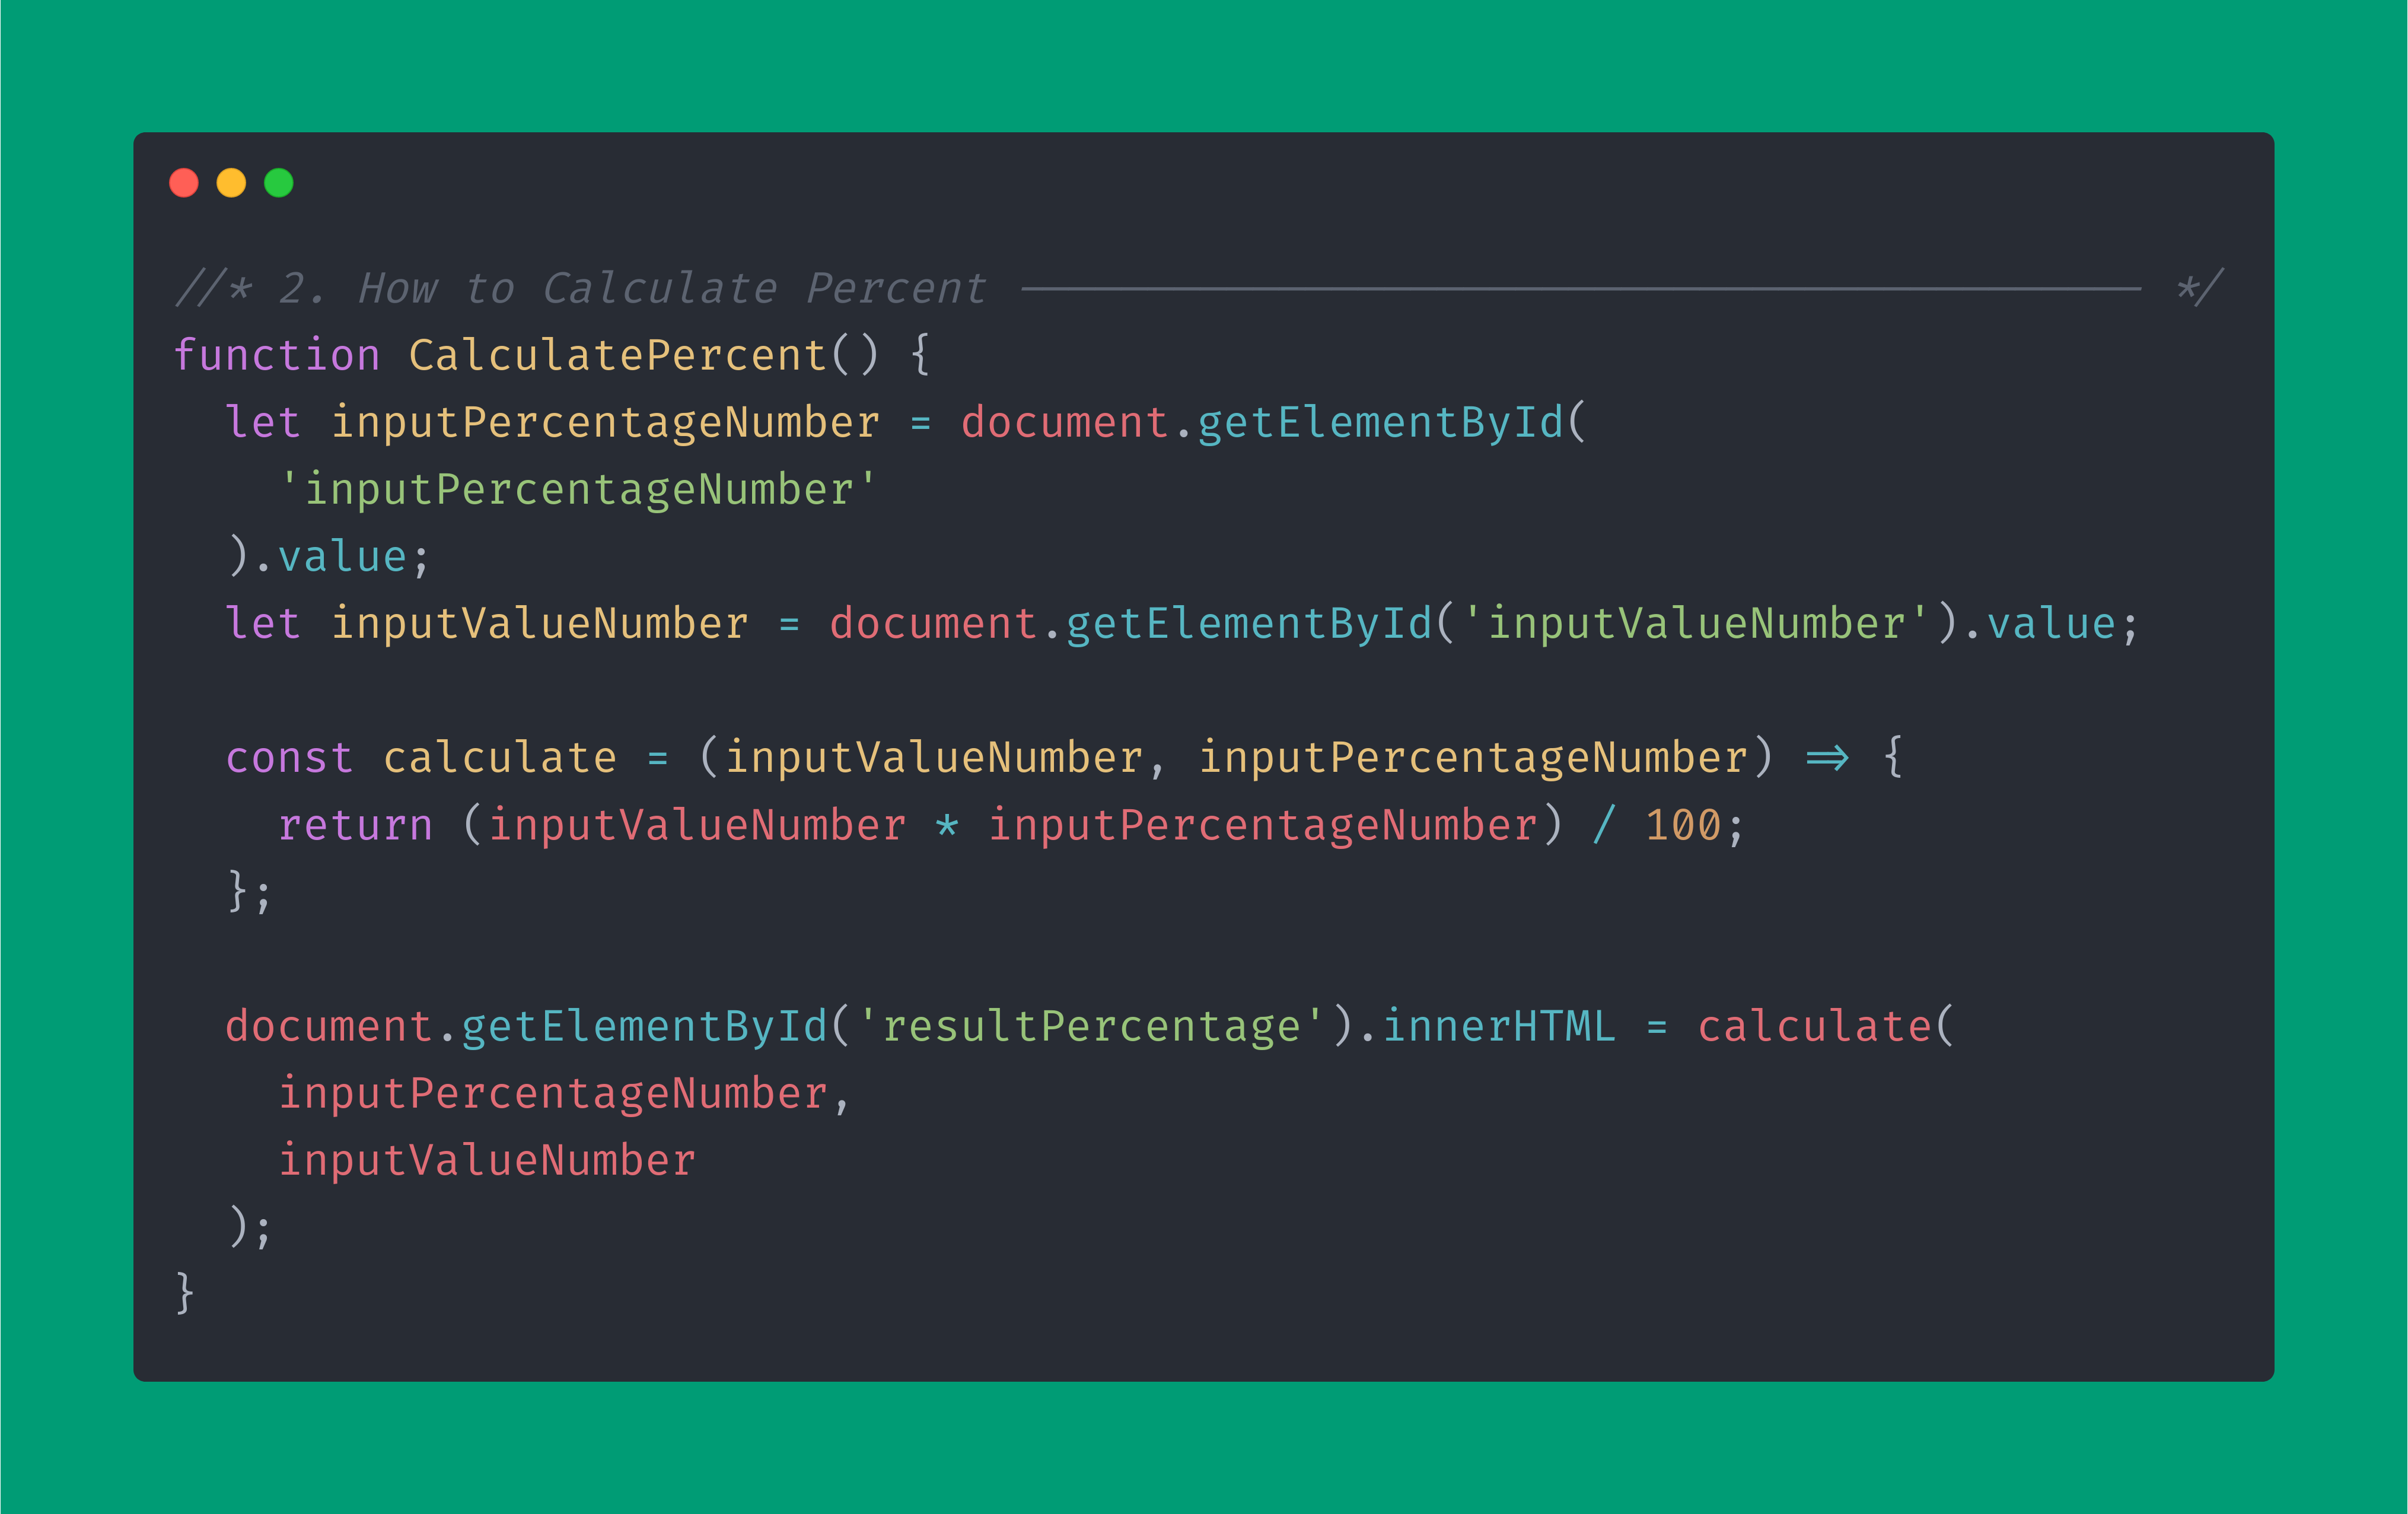 //* 2. How to Calculate Percent ------------------------------------------- */
function CalculatePercent() {
  let inputPercentageNumber = document.getElementById(
    'inputPercentageNumber'
  ).value;
  let inputValueNumber = document.getElementById('inputValueNumber').value;

  const calculate = (inputValueNumber, inputPercentageNumber) => {
    return (inputValueNumber * inputPercentageNumber) / 100;
  };

  document.getElementById('resultPercentage').innerHTML = calculate(
    inputPercentageNumber,
    inputValueNumber
  );
}